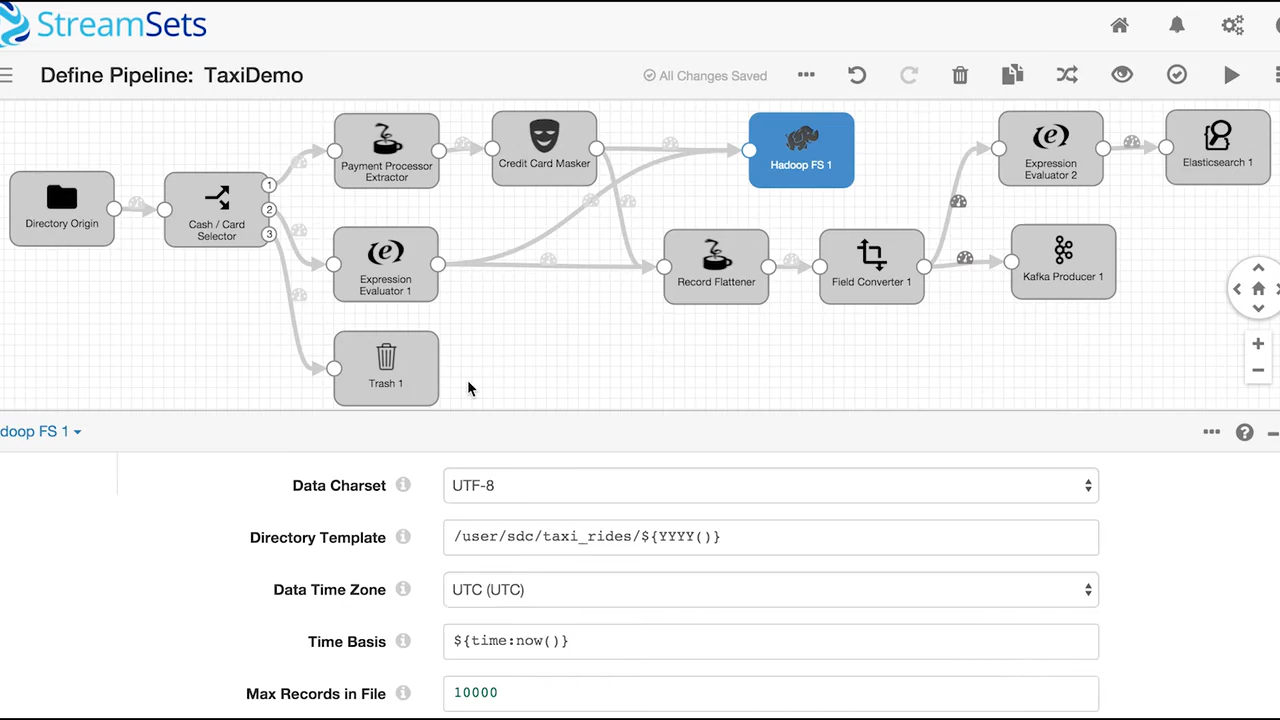 StreamSets
Define Pipeline: TaxiDemo
All Changes Saved
Directory Origin
Cash / Card
Selector
1
2
3
Payment Processor
Extractor
Credit Card Masker
Hadoop FS 1
Expression
Evaluator 2
Elasticsearch 1
Expression
Evaluator 1
Record Flattener
Field Converter 1
Kafka Producer 1
Trash 1
doop FS 1
Data Charset
UTF-8
Directory Template
/user/sdc/taxi_rides/${YYYY()}
Data Time Zone
UTC (UTC)
Time Basis
${time:now()}
Max Records in File
10000